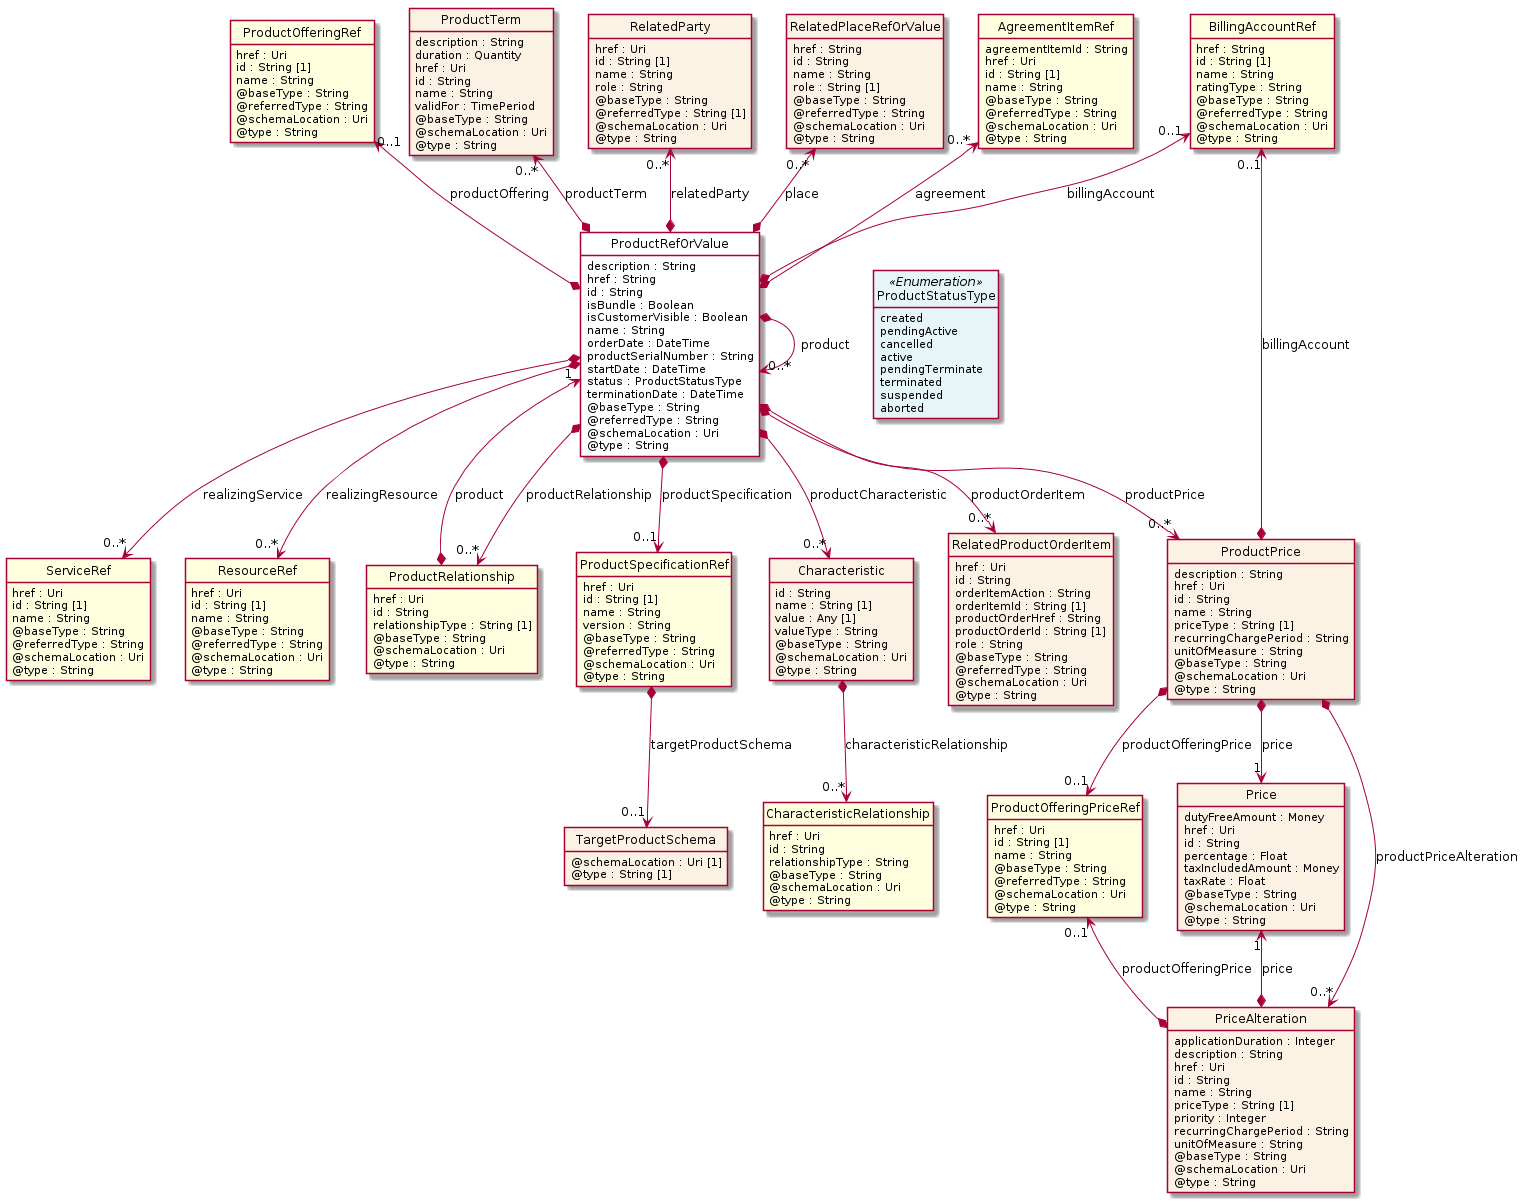 ProductOfferingRef
href : Uri
id : String [1]
name : String
@baseType : String
@referredType : String
@schemaLocation : Uri
@type : String
ProductTerm
description : String
duration : Quantity
href : Uri
id : String
name : String
validFor : TimePeriod
@baseType : String
@schemaLocation : Uri
@type : String
RelatedParty
href : Uri
id : String [1]
name : String
role : String
@baseType : String
@referredType : String [1]
@schemaLocation : Uri
@type : String
RelatedPlaceRefOrValue
href : String
id : String
name : String
role : String [1]
@baseType : String
@referredType : String
@schemaLocation : Uri
@type : String
AgreementItemRef
agreementItemId : String
href : Uri
id : String [1]
name : String
@baseType : String
@referredType : String
@schemaLocation : Uri
@type : String
BillingAccountRef
href : String
id : String [1]
name : String
ratingType : String
@baseType : String
@referredType : String
@schemaLocation : Uri
@type : String
0..1
0..*
0..*
0..*
0..*
0..1
0..1
productOffering
productTerm
relatedParty
place
agreement
billingAccount
ProductRefOrValue
description : String
href : String
id : String
isBundle : Boolean
isCustomerVisible : Boolean
name : String
orderDate : DateTime
productSerialNumber : String
startDate : DateTime
status : ProductStatusType
terminationDate : DateTime
@baseType : String
@referredType : String
@schemaLocation : Uri
@type : String
product
0..*
1
«Enumeration»
ProductStatusType
created
pendingActive
cancelled
active
pendingTerminate
terminated
suspended
aborted
billingAccount
realizingService
realizingResource
product
productRelationship
productSpecification
productCharacteristic
productOrderItem
productPrice
0..*
0..*
0..*
0..1
0..*
0..*
0..*
ServiceRef
href : Uri
id : String [1]
name : String
@baseType : String
@referredType : String
@schemaLocation : Uri
@type : String
ResourceRef
href : Uri
id : String [1]
name : String
@baseType : String
@referredType : String
@schemaLocation : Uri
@type : String
ProductRelationship
href : Uri
id : String
relationshipType : String [1]
@baseType : String
@schemaLocation : Uri
@type : String
ProductSpecificationRef
href : Uri
id : String [1]
name : String
version : String
@baseType : String
@referredType : String
@schemaLocation : Uri
@type : String
Characteristic
id : String
name : String [1]
value : Any [1]
valueType : String
@baseType : String
@schemaLocation : Uri
@type : String
RelatedProductOrderItem
href : Uri
id : String
orderItemAction : String
orderItemId : String [1]
productOrderHref : String
productOrderId : String [1]
role : String
@baseType : String
@referredType : String
@schemaLocation : Uri
@type : String
ProductPrice
description : String
href : Uri
id : String
name : String
priceType : String [1]
recurringChargePeriod : String
unitOfMeasure : String
@baseType : String
@schemaLocation : Uri
@type : String
targetProductSchema
characteristicRelationship
productOfferingPrice
price
0..1
0..*
0..1
1
TargetProductSchema
@schemaLocation : Uri [1]
@type : String [1]
CharacteristicRelationship
href : Uri
id : String
relationshipType : String
@baseType : String
@schemaLocation : Uri
@type : String
ProductOfferingPriceRef
href : Uri
id : String [1]
name : String
@baseType : String
@referredType : String
@schemaLocation : Uri
@type : String
Price
dutyFreeAmount : Money
href : Uri
id : String
percentage : Float
taxIncludedAmount : Money
taxRate : Float
@baseType : String
@schemaLocation : Uri
@type : String
productPriceAlteration
0..1
1
productOfferingPrice
price
0..*
PriceAlteration
applicationDuration : Integer
description : String
href : Uri
id : String
name : String
priceType : String [1]
priority : Integer
recurringChargePeriod : String
unitOfMeasure : String
@baseType : String
@schemaLocation : Uri
@type : String